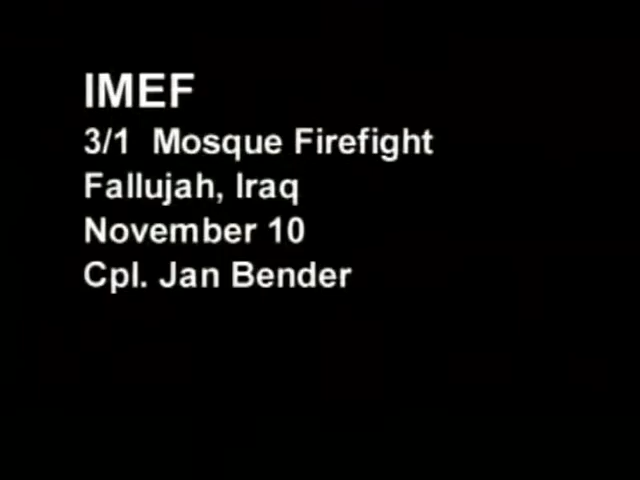 IMEF
3/1 Mosque Firefight
Fallujah, Iraq
November 10
Cpl. Jan Bender